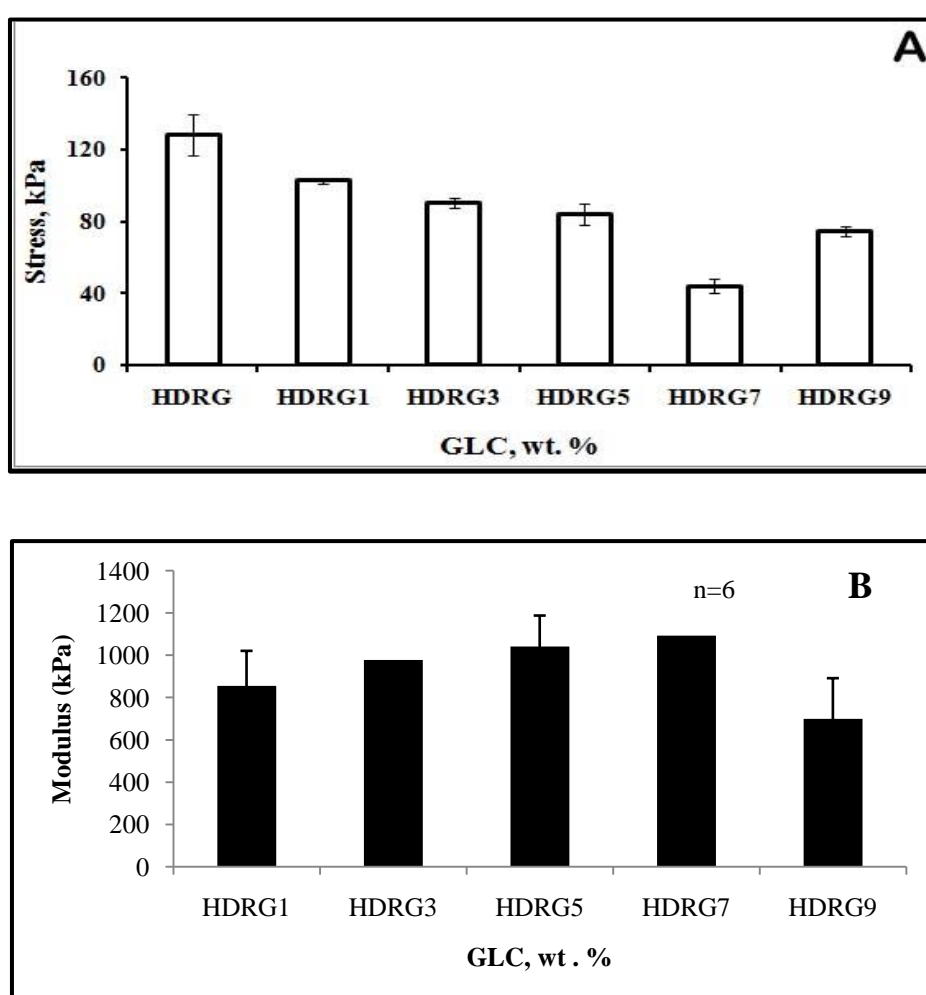 A
160
120
80
40
0
Stress, kPa
HDRG HDRG1 HDRG3 HDRG5 HDRG7 HDRG9
GLC, wt. %
B
n=6
1400
1200
1000
800
600
400
200
0
Modulus (kPa)
HDRG1 HDRG3 HDRG5 HDRG7 HDRG9
GLC, wt . %